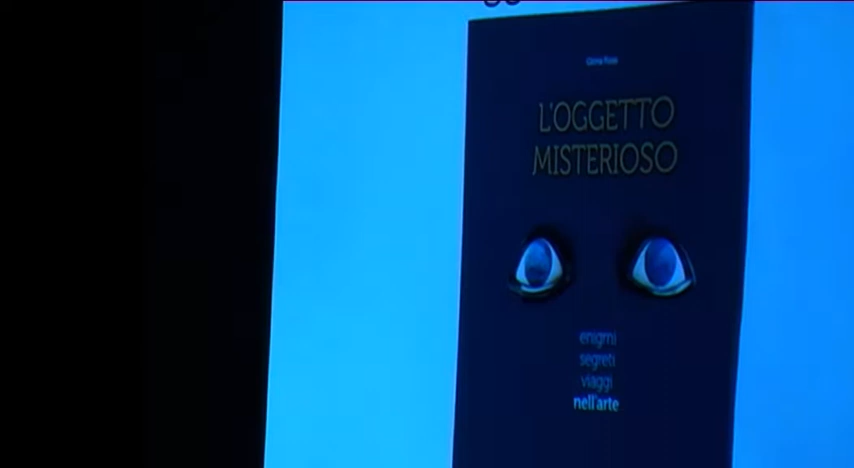 L'OGGETTO
MISTERIOSO
enigmi
segreti
viaggi
nell'arte